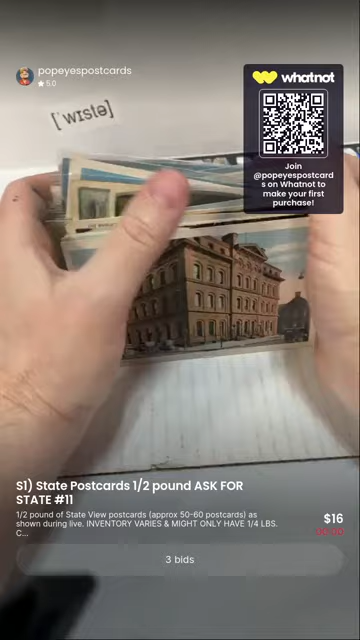 popeyespostcards
5.0
whatnot
Join
@popeyespostcard
s on Whatnot to
make your first
purchase!
[ˈwɪstə]
S1) State Postcards 1/2 pound ASK FOR
STATE #11
1/2 pound of State View postcards (approx 50-60 postcards) as
shown during live. INVENTORY VARIES & MIGHT ONLY HAVE 1/4 LBS.
C...
$16
3 bids